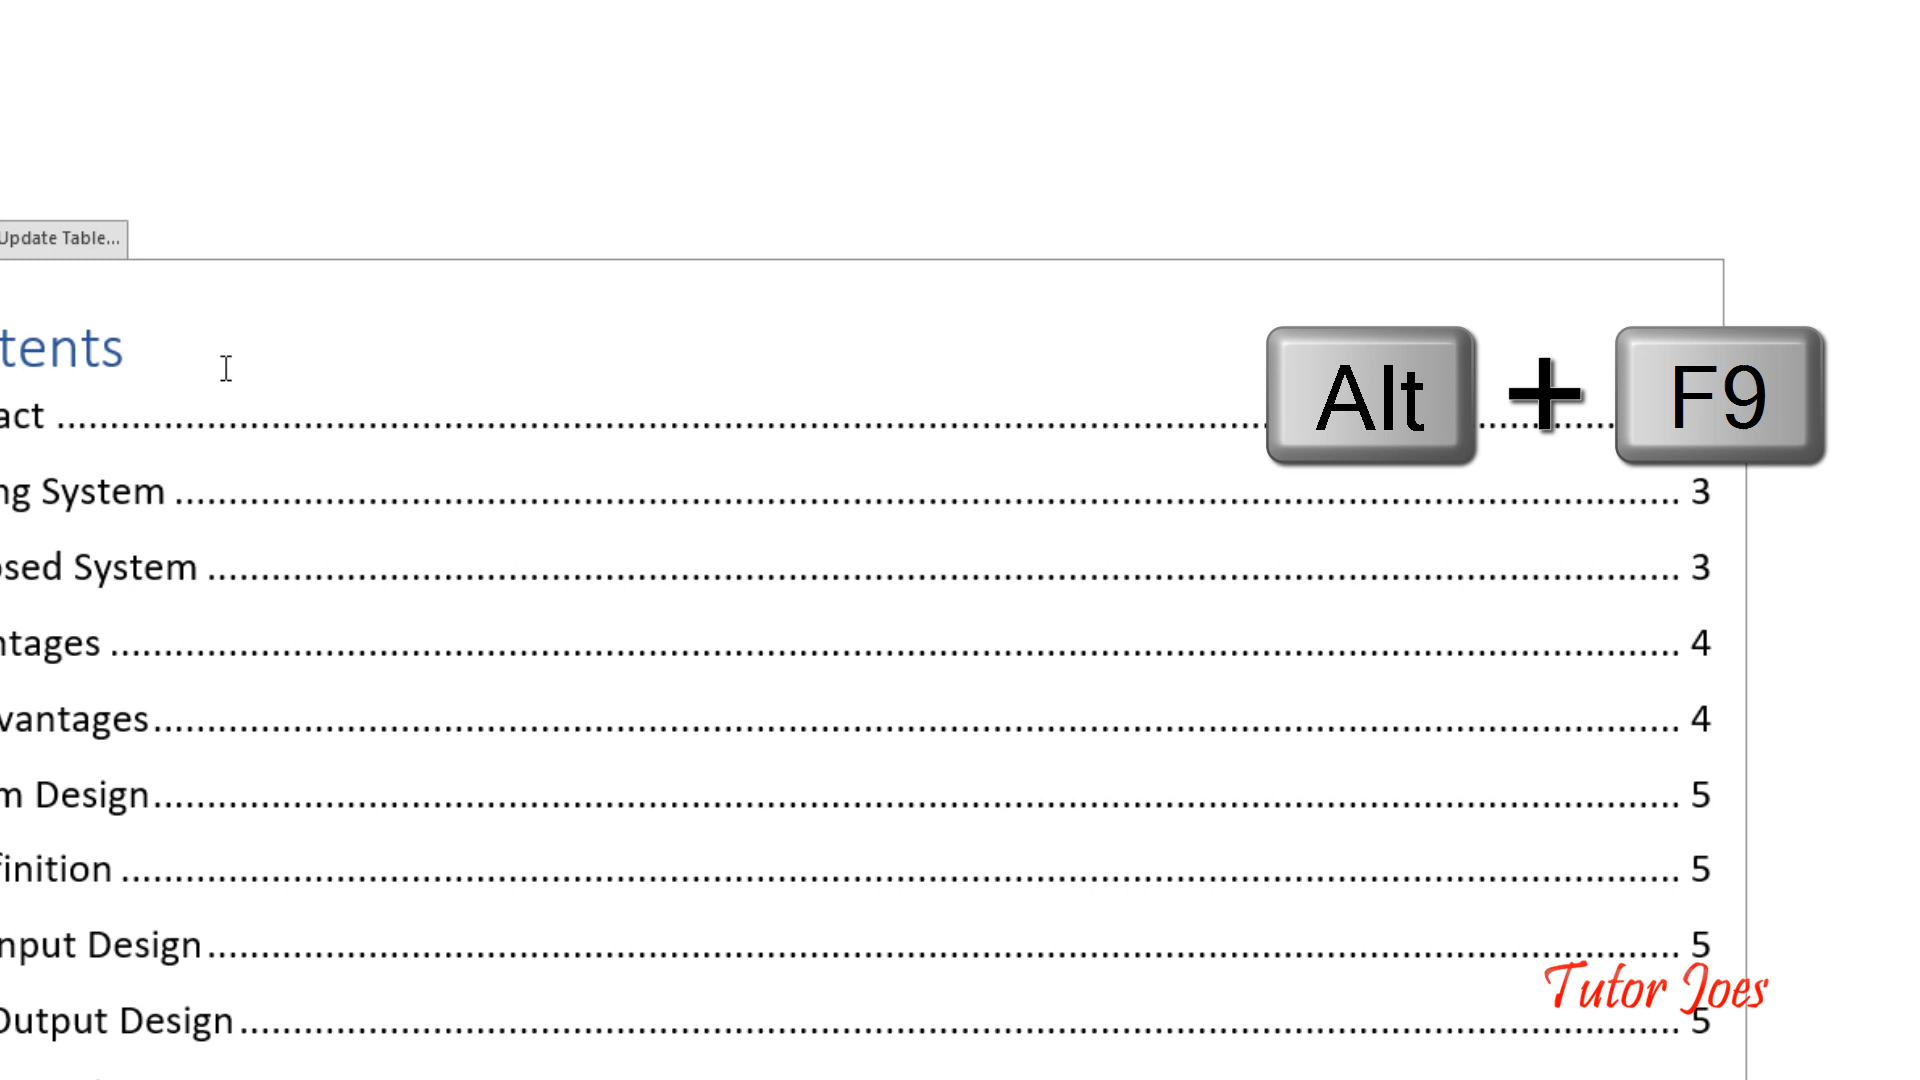 Update Table...
tents
act ........................................................................
Alt + F9
ng System ........................................................................ 3
osed System ........................................................................ 3
ntages ........................................................................ 4
vantages ........................................................................ 4
m Design ........................................................................ 5
finition ........................................................................ 5
nput Design ........................................................................ 5
Tutor Joes
Output Design ........................................................................ 5